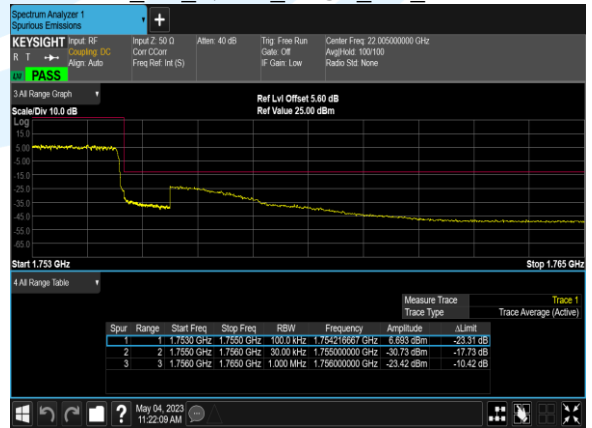 Spectrum Analyzer 1
Spurious Emissions
+
KEYSIGHT Input: RF Input Z: 50 Ω Atten: 40 dB Trig: Free Run Center Freq: 22.005000000 GHz
R T Coupling: DC Corr CCorr Gate: Off Avg|Hold: 100/100
Align: Auto Freq Ref: Int (S) IF Gain: Low Radio Std: None
LV PASS
3 All Range Graph
Ref Lvl Offset 5.60 dB
Scale/Div 10.0 dB Ref Value 25.00 dBm
Log
15.0
5.00
-5.00
-15.0
-25.0
-35.0
-45.0
-55.0
-65.0
Start 1.753 GHz Stop 1.765 GHz
4 All Range Table
Measure Trace Trace 1
Trace Type Trace Average (Active)
Spur Range Start Freq Stop Freq RBW Frequency Amplitude ΔLimit
1 1 1.7530 GHz 1.7550 GHz 100.0 kHz 1.754216667 GHz 6.693 dBm -23.31 dB
2 2 1.7550 GHz 1.7560 GHz 30.00 kHz 1.755000000 GHz -30.73 dBm -17.73 dB
3 3 1.7560 GHz 1.7650 GHz 1.000 MHz 1.756000000 GHz -23.42 dBm -10.42 dB
May 04, 2023
11:22:09 AM